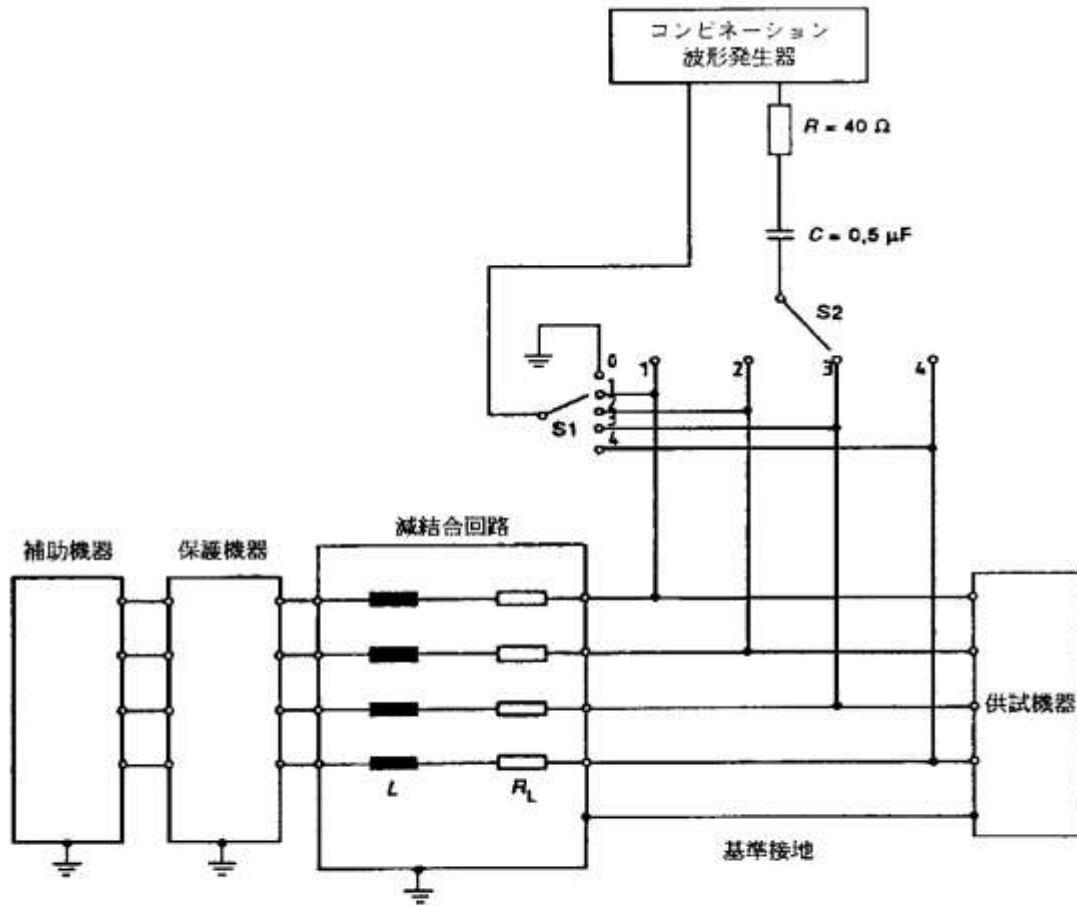 コンビネーション
波形発生器
R = 40 Ω
C = 0,5 μF
S2
0
1
2
3
4
S1
1
2
3
4
減結合回路
補助機器
保護機器
供試機器
L
RL
基準接地